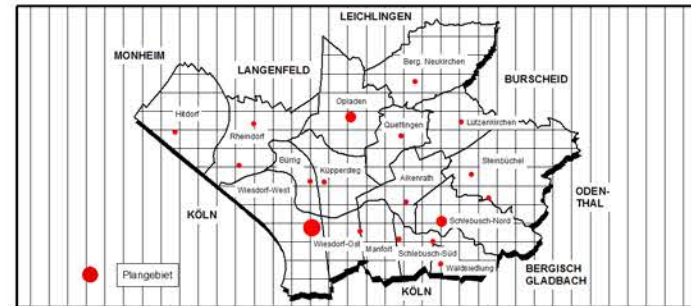 LEICHLINGEN
MONHEIM
LANGENFELD
Berg. Neukirchen
BURSCHEID
Opladen
Hitdorf
Rheindorf
Quettingen
Lützenkirchen
Bürrig
Küppersteg
Steinbüchel
Alkenrath
Wiesdorf-West
ODEN-
THAL
KÖLN
Schlebusch-Nord
Wiesdorf-Ost
Manfort
Schlebusch-Süd
Waldsiedlung
BERGISCH
GLADBACH
Plangebiet
KÖLN